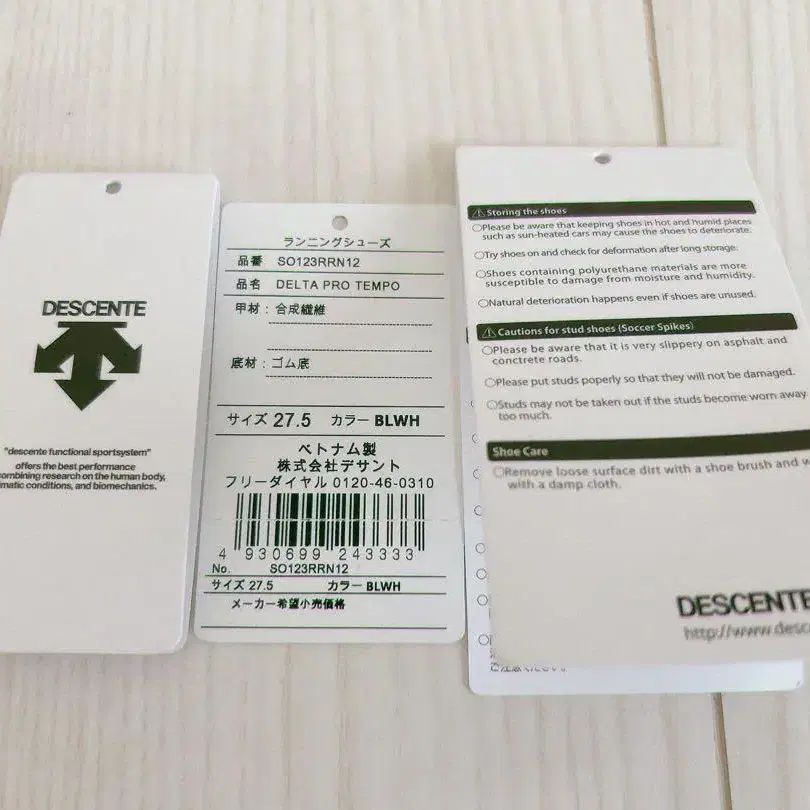 DESCENTE
"descente functional sportsystem"
offers the best performance
combining research on the human body,
conditions, and biomechanics.
ランニングシューズ
品番 SO123RRN12
品名 DELTA PRO TEMPO
甲材：合成繊維
底材：ゴム底
サイズ 27.5 カラー BLWH
ベトナム製
株式会社デサント
フリーダイヤル 0120-46-0310
4 930699 243333
No. SO123RRN12
サイズ 27.5 カラー BLWH
メーカー希望小売価格
Storing the shoes
○Please be aware that keeping shoes in hot and humid places
such as sun-heated cars may cause the shoes to deteriorate.
○Try shoes on and check for deformation after long storage.
○Shoes containing polyurethane materials are more
susceptible to damage from moisture and humidity.
○Natural deterioration happens even if shoes are unused.
Cautions for stud shoes (Soccer Spikes)
○Please be aware that it is very slippery on asphalt and
conctrete roads.
○Please put studs poperly so that they will not be damaged.
○Studs may not be taken out if the studs become worn away
too much.
Shoe Care
○Remove loose surface dirt with a shoe brush and
with a damp cloth.
DESCENTE
http://www.desc